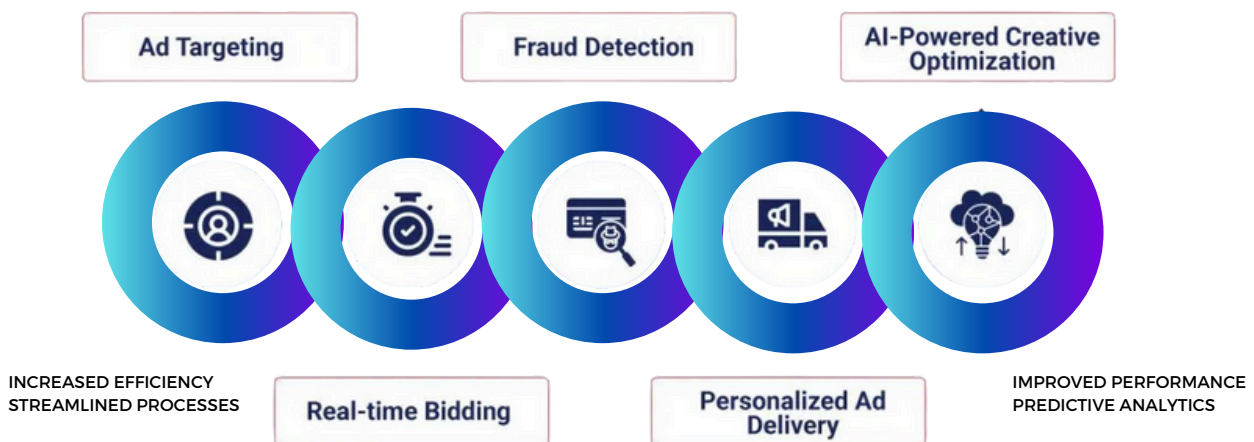 Ad Targeting
Fraud Detection
AI-Powered Creative
Optimization
INCREASED EFFICIENCY
STREAMLINED PROCESSES
Real-time Bidding
Personalized Ad
Delivery
IMPROVED PERFORMANCE
PREDICTIVE ANALYTICS